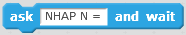 ask NHAP N = and wait